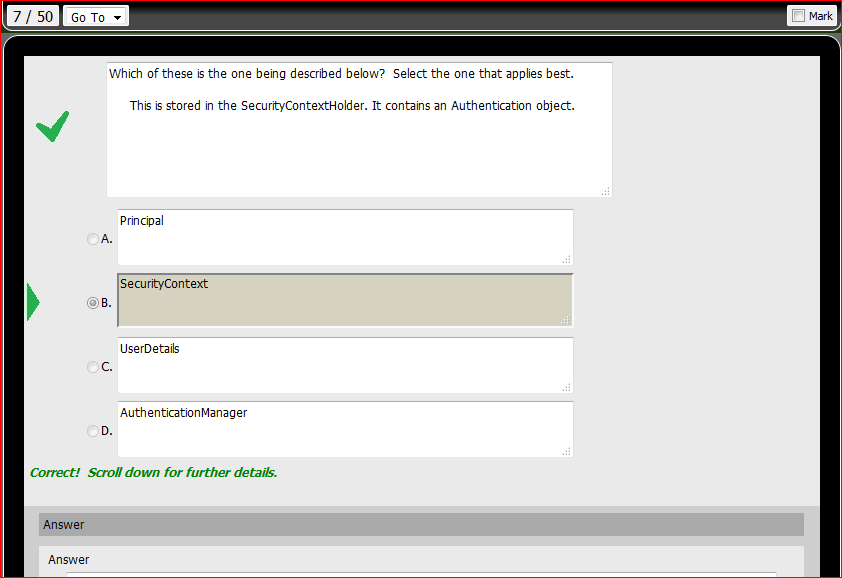 7 / 50 Go To Mark
Which of these is the one being described below? Select the one that applies best.
This is stored in the SecurityContextHolder. It contains an Authentication object.
A. Principal
B. SecurityContext
C. UserDetails
D. AuthenticationManager
Correct! Scroll down for further details.
Answer
Answer